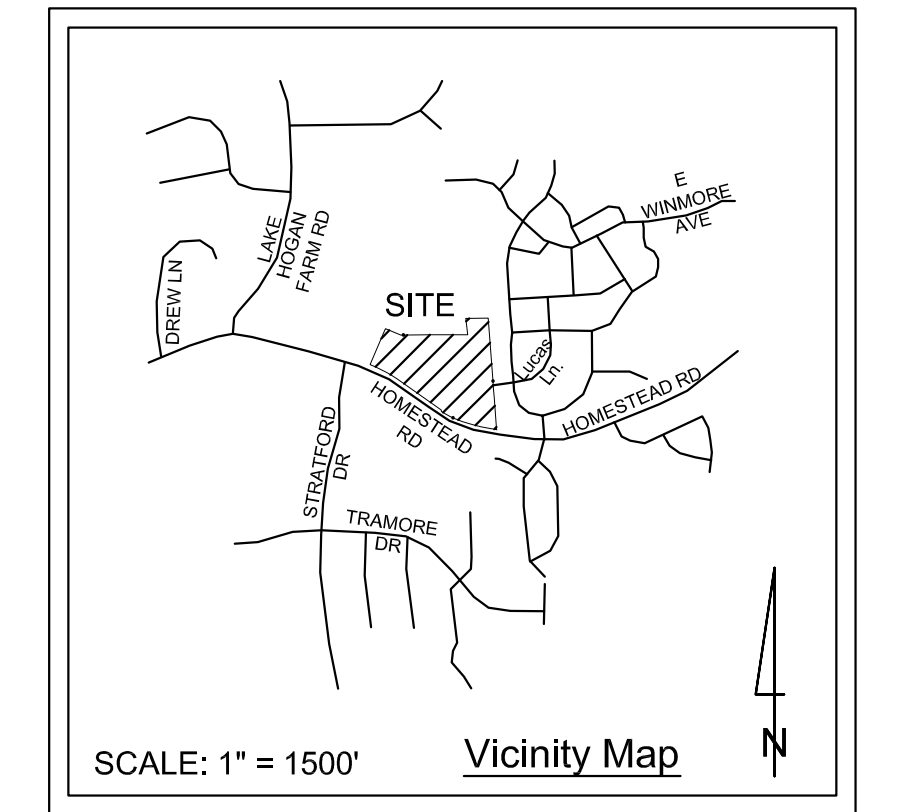 E
WINMORE
AVE
LAKE
HOGAN
FARM RD
DREW LN
SITE
Lucas
Ln.
HOMESTEAD RD
HOMESTEAD
RD
STRATFORD
DR
TRAMORE
DR
SCALE: 1" = 1500'
Vicinity Map
N